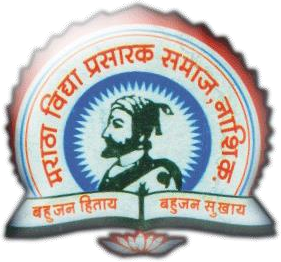 मराठा विद्या प्रसारक समाज, नाशिक
बहुजन हिताय
बहुजन सुखाय